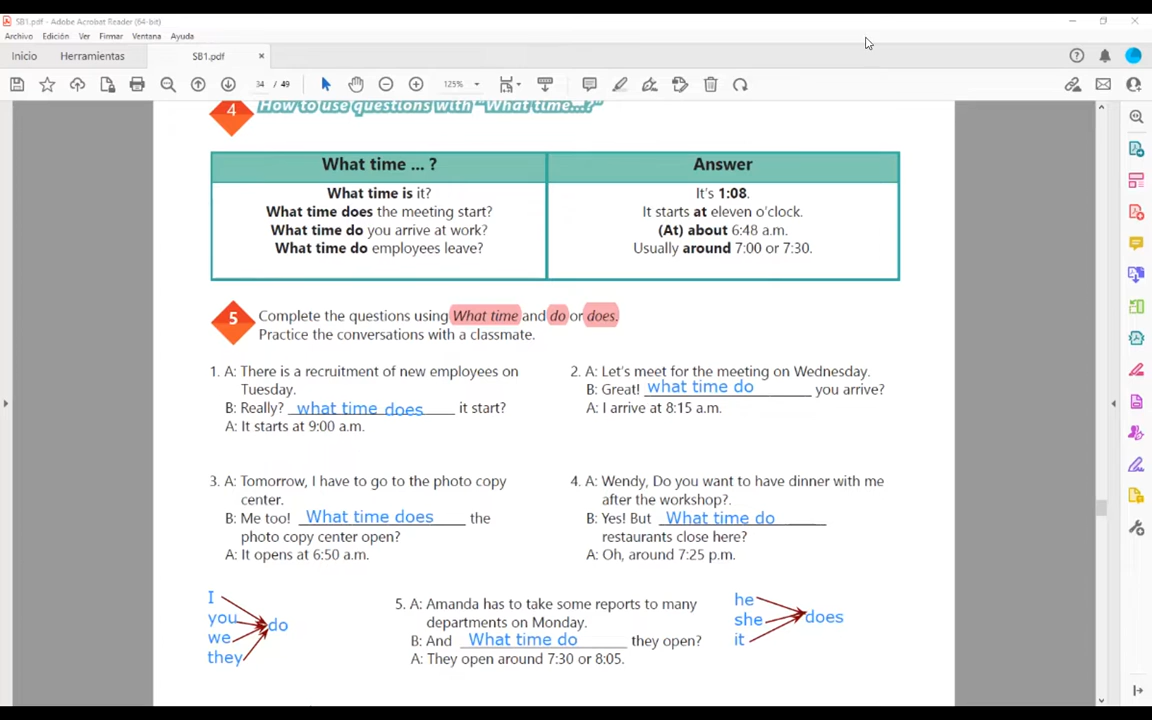 SB1.pdf - Adobe Acrobat Reader (64-bit)
Archivo Edición Ver Firmar Ventana Ayuda
Inicio Herramientas SB1.pdf ×
34 / 49 125%
4 How to use questions with "What time...?"
What time ... ? Answer
What time is it? It's 1:08.
What time does the meeting start? It starts at eleven o'clock.
What time do you arrive at work? (At) about 6:48 a.m.
What time do employees leave? Usually around 7:00 or 7:30.
5 Complete the questions using What time and do or does.
Practice the conversations with a classmate.
1. A: There is a recruitment of new employees on
Tuesday.
B: Really? what time does it start?
A: It starts at 9:00 a.m.
2. A: Let's meet for the meeting on Wednesday.
B: Great! what time do you arrive?
A: I arrive at 8:15 a.m.
3. A: Tomorrow, I have to go to the photo copy
center.
B: Me too! What time does the
photo copy center open?
A: It opens at 6:50 a.m.
4. A: Wendy, Do you want to have dinner with me
after the workshop?.
B: Yes! But What time do
restaurants close here?
A: Oh, around 7:25 p.m.
I
you
we
they
do
5. A: Amanda has to take some reports to many
departments on Monday.
B: And What time do they open?
A: They open around 7:30 or 8:05.
he
she
it
does